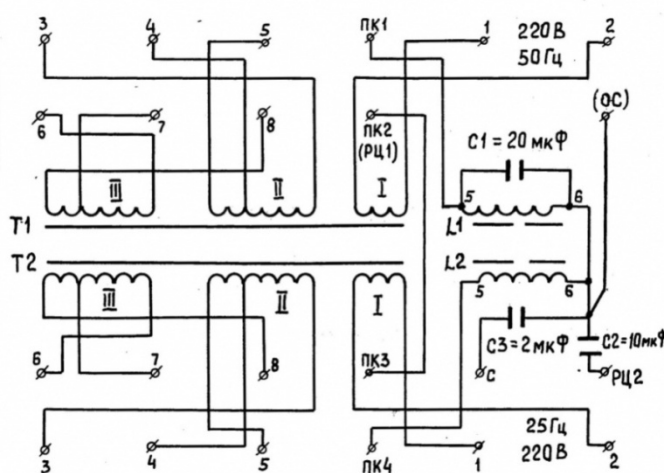 3 4 5 ПК1 1 220 В 2
50 Гц
(ОС)
6 7 8 ПК2
(РЦ1)
С1 = 20 мкФ
III II I
5 6
Т1 L1
Т2 L2
III II I
5 6
С3 = 2 мкФ С2=10мкФ
6 7 8 ПК3 С РЦ2
25 Гц
3 4 5 ПК4 1 220 В 2